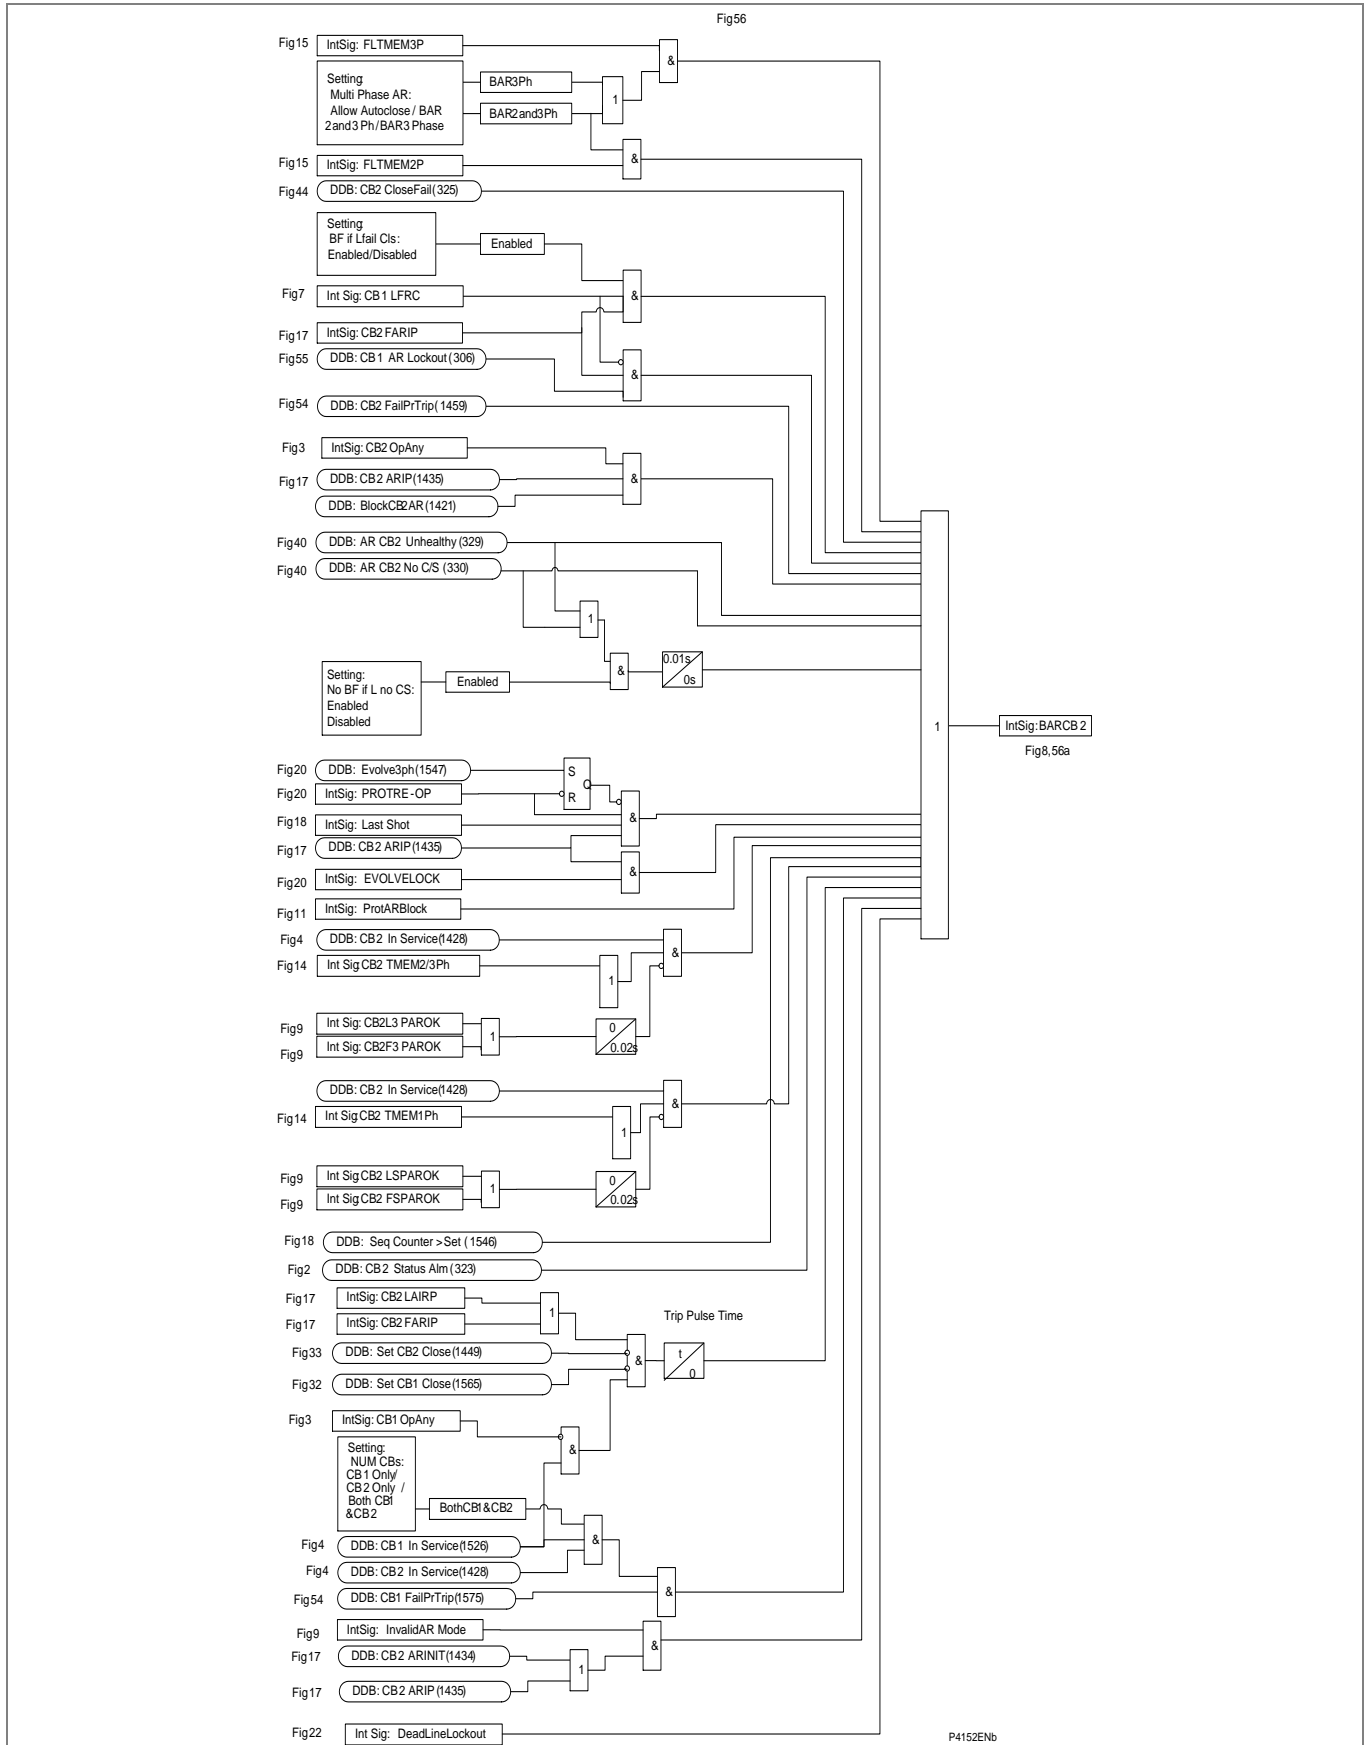 Fig56
Fig15 IntSig: FLTMEM3P
&
Setting:
Multi Phase AR:
Allow Autoclose / BAR
2and3 Ph/BAR3 Phase
BAR3Ph
1
BAR2and3Ph
&
Fig15 IntSig: FLTMEM2P
Fig44 DDB: CB2 CloseFail(325)
Setting:
BF if Lfail Cls:
Enabled/Disabled
Enabled
&
Fig7 Int Sig: CB1 LFRC
Fig17 IntSig: CB2 FARIP
Fig55 DDB: CB1 AR Lockout(306)
&
Fig54 DDB: CB2 FailPrTrip(1459)
Fig3 IntSig: CB2 OpAny
Fig17 DDB: CB2 ARIP(1435)
&
DDB: BlockCB2AR(1421)
Fig40 DDB: AR CB2 Unhealthy(329)
Fig40 DDB: AR CB2 No C/S (330)
1
&
0.01s
0s
Setting:
No BF if L no CS:
Enabled
Disabled
Enabled
1
IntSig:BARCB2
Fig8,56a
Fig20 DDB: Evolve3ph(1547)
S
Q
R
Fig20 IntSig: PROTRE-OP
&
Fig18 IntSig: Last Shot
Fig17 DDB: CB2 ARIP(1435)
&
Fig20 IntSig: EVOLVELOCK
Fig11 IntSig: ProtARBlock
Fig4 DDB: CB2 In Service(1428)
&
Fig14 Int Sig:CB2 TMEM2/3Ph
1
Fig9 Int Sig: CB2L3 PAROK
1
0
0.02s
Fig9 Int Sig: CB2F3 PAROK
DDB: CB2 In Service(1428)
&
Fig14 Int Sig:CB2 TMEM1Ph
1
Fig9 Int Sig:CB2 LSPAROK
1
0
0.02s
Fig9 Int Sig:CB2 FSPAROK
Fig18 DDB: Seq Counter >Set (1546)
Fig2 DDB: CB2 Status Alm(323)
Fig17 IntSig: CB2 LAIRP
1
Trip Pulse Time
Fig17 IntSig: CB2 FARIP
Fig33 DDB: Set CB2 Close(1449)
&
t
0
Fig32 DDB: Set CB1 Close(1565)
Fig3 IntSig: CB1 OpAny
&
Setting:
NUM CBs:
CB1 Only/
CB2 Only /
Both CB1
&CB2
BothCB1&CB2
&
Fig4 DDB: CB1 In Service(1526)
Fig4 DDB: CB2 In Service(1428)
Fig54 DDB: CB1 FailPrTrip(1575)
&
Fig9 IntSig: InvalidAR Mode
&
Fig17 DDB: CB2 ARINIT(1434)
1
Fig17 DDB: CB2 ARIP(1435)
Fig22 Int Sig: DeadLineLockout
P4152ENb